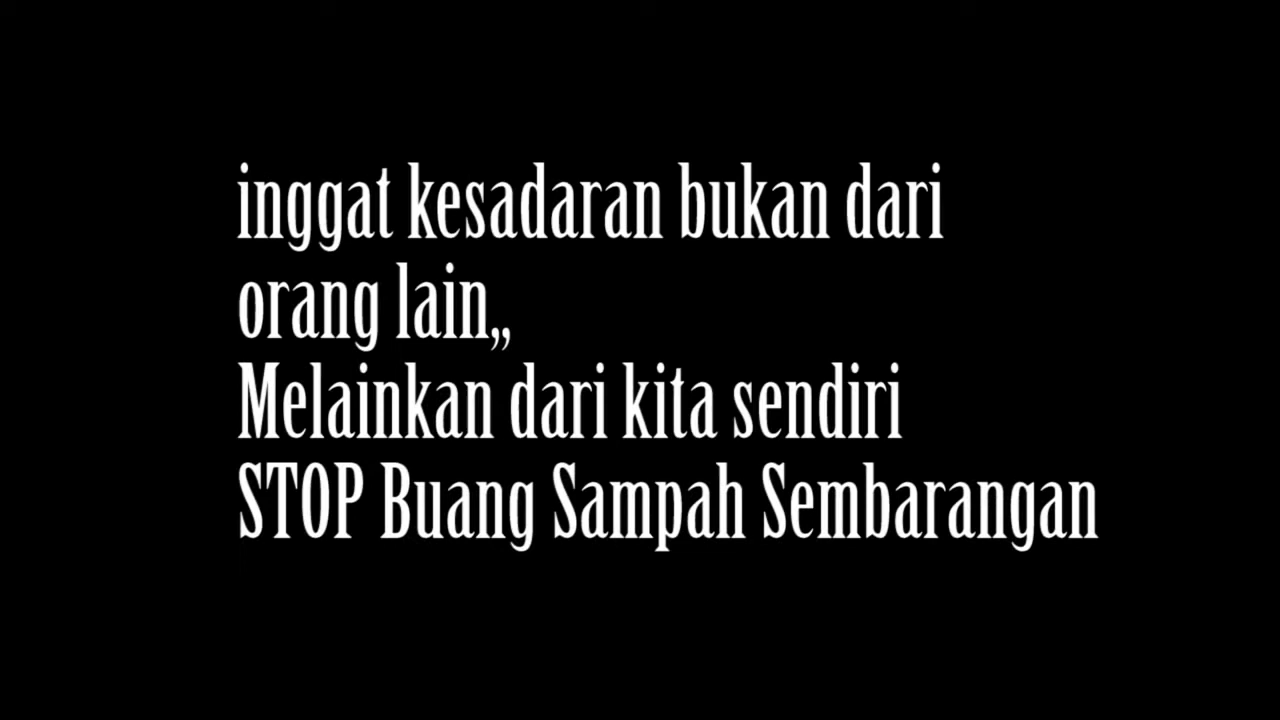 inggat kesadaran bukan dari
orang lain,,
Melainkan dari kita sendiri
STOP Buang Sampah Sembarangan